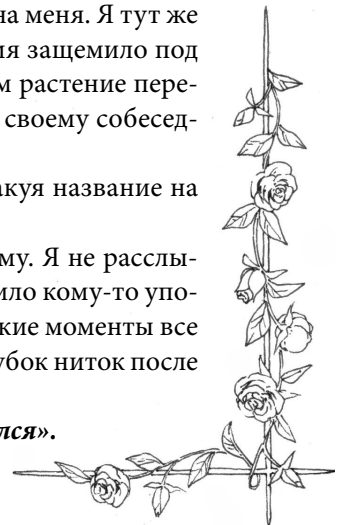 на меня. Я тут же
ия защемило под
м растение пере-
своему собесед-
акуя название на
му. Я не расслы-
ило кому-то упо-
кие моменты все
убок ниток после
лся».